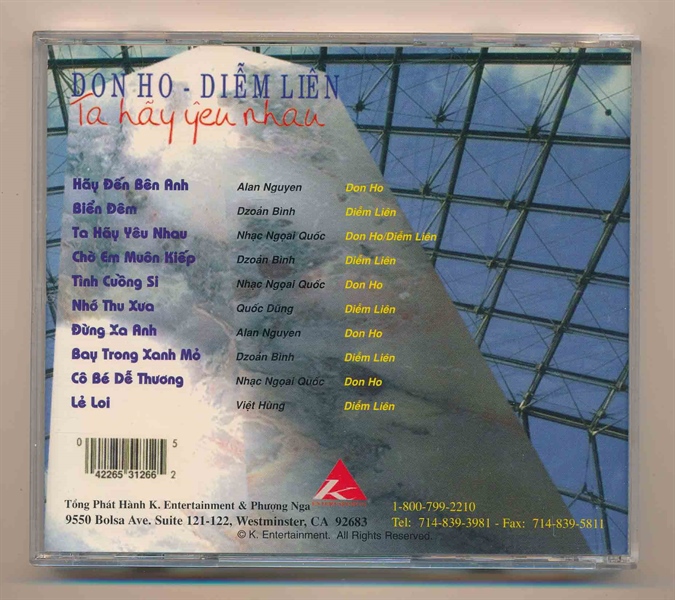 DON HO - DIỄM LIÊN
Ta hãy yêu nhau
Hãy Đến Bên Anh Alan Nguyen Don Ho
Biển Đêm Dzoán Bình Diễm Liên
Ta Hãy Yêu Nhau Nhạc Ngoại Quốc Don Ho/Diễm Liên
Chờ Em Muôn Kiếp Dzoán Bình Diễm Liên
Tình Cuồng Si Nhạc Ngoại Quốc Don Ho
Nhớ Thu Xưa Quốc Dũng Diễm Liên
Đừng Xa Anh Alan Nguyen Don Ho
Bay Trong Xanh Mơ Dzoán Bình Diễm Liên
Cô Bé Dễ Thương Nhạc Ngoại Quốc Don Ho
Lẻ Loi Việt Hùng Diễm Liên
0 42265 31266 2 5
K
Tổng Phát Hành K. Entertainment & Phượng Nga 1-800-799-2210
9550 Bolsa Ave. Suite 121-122, Westminster, CA 92683 Tel: 714-839-3981 - Fax: 714-839-5811
© K. Entertainment. All Rights Reserved.